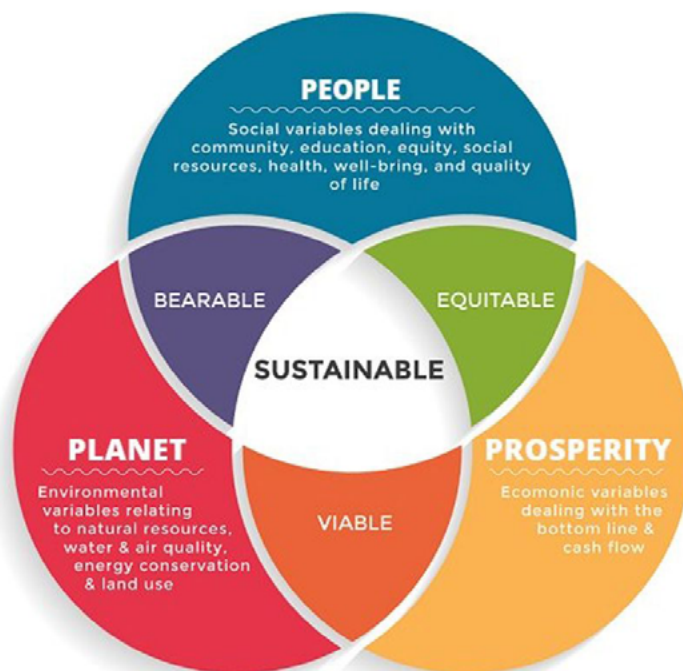 PEOPLE
Social variables dealing with
community, education, equity, social
resources, health, well-bring, and quality
of life
BEARABLE
EQUITABLE
SUSTAINABLE
PLANET
Environmental
variables relating
to natural resources,
water & air quality,
energy conservation
& land use
VIABLE
PROSPERITY
Ecomonic variables
dealing with the
bottom line &
cash flow